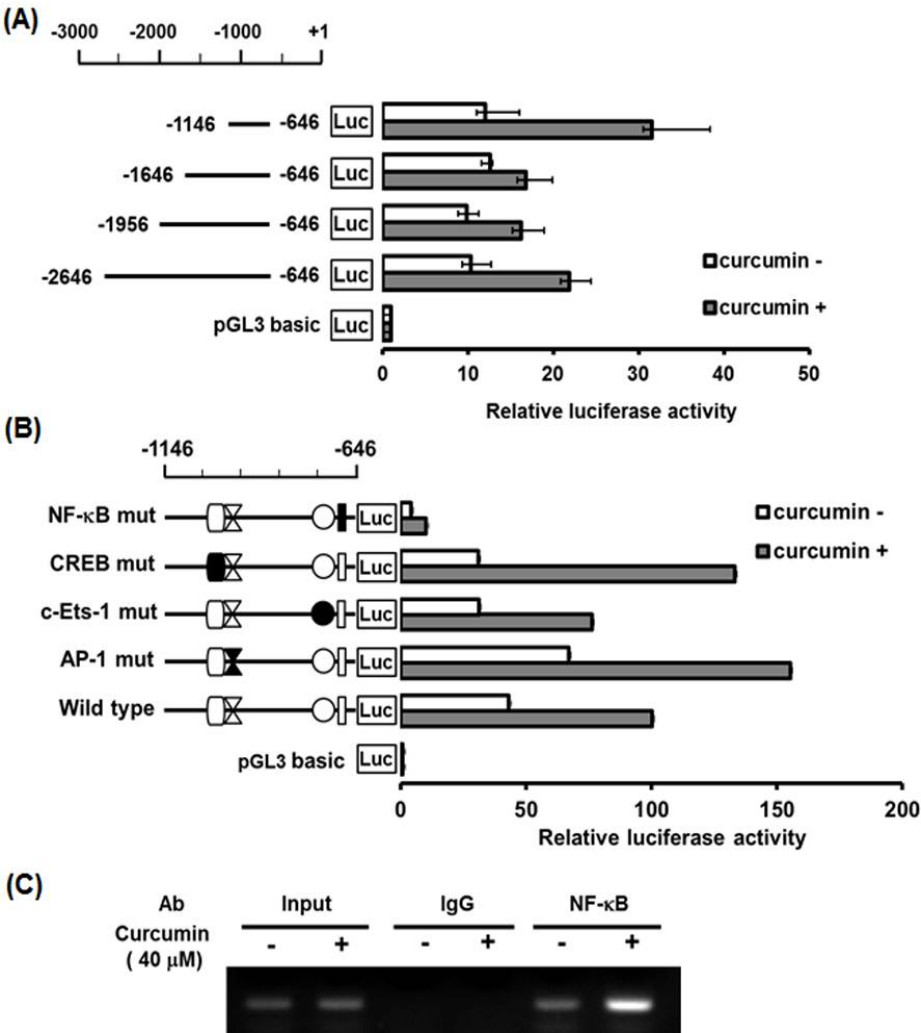 (A)
-3000 -2000 -1000 +1
-1146 -646 Luc
-1646 -646 Luc
-1956 -646 Luc
-2646 -646 Luc
pGL3 basic Luc
curcumin -
curcumin +
0 10 20 30 40 50
Relative luciferase activity
(B)
-1146 -646
NF-κB mut Luc
CREB mut Luc
c-Ets-1 mut Luc
AP-1 mut Luc
Wild type Luc
pGL3 basic Luc
curcumin -
curcumin +
0 50 100 150 200
Relative luciferase activity
(C)
Ab Input IgG NF-κB
Curcumin - + - + - +
( 40 μM)